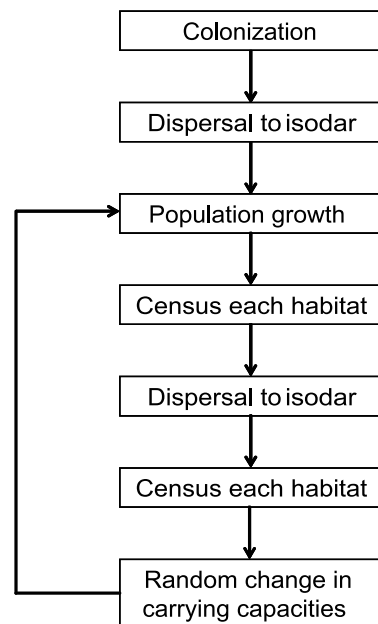 Colonization
Dispersal to isodar
Population growth
Census each habitat
Dispersal to isodar
Census each habitat
Random change in
carrying capacities